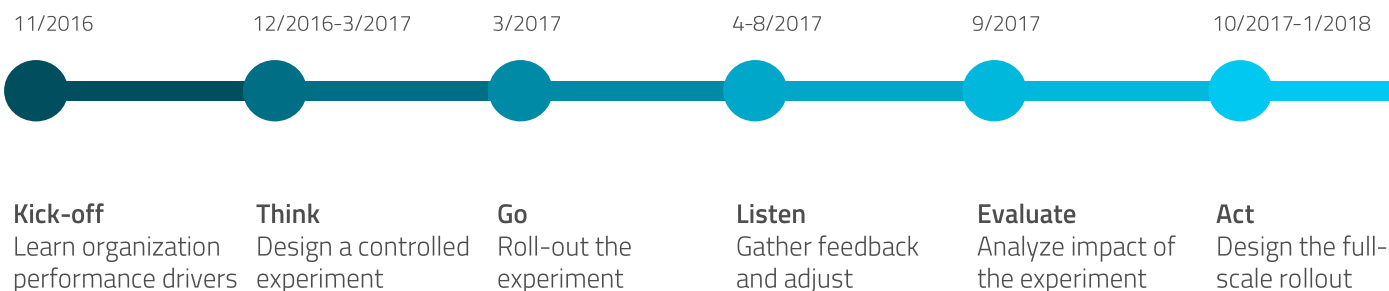 11/2016
12/2016-3/2017
3/2017
4-8/2017
9/2017
10/2017-1/2018
Kick-off
Learn organization
performance drivers
Think
Design a controlled
experiment
Go
Roll-out the
experiment
Listen
Gather feedback
and adjust
Evaluate
Analyze impact of
the experiment
Act
Design the full-
scale rollout